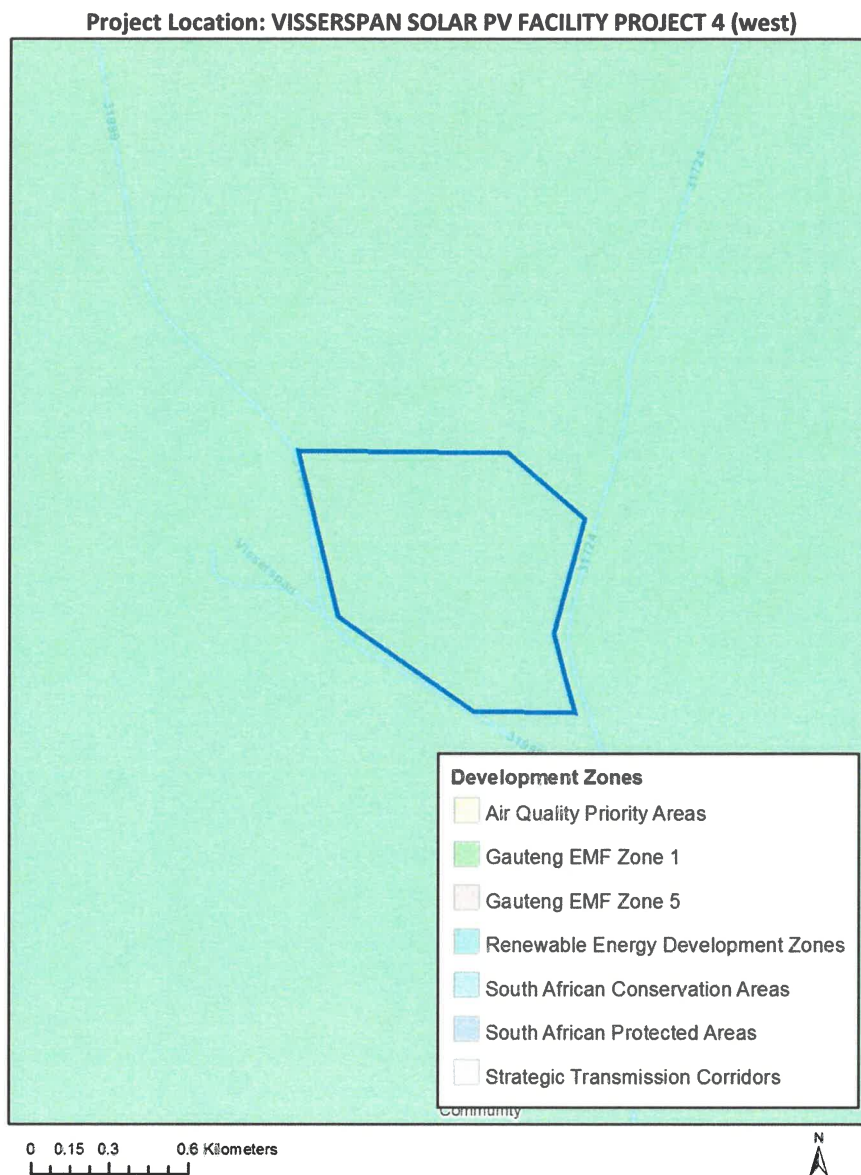 Project Location: VISSERSPAN SOLAR PV FACILITY PROJECT 4 (west)
31724
Visserspan
31724
Development Zones
Air Quality Priority Areas
Gauteng EMF Zone 1
Gauteng EMF Zone 5
Renewable Energy Development Zones
South African Conservation Areas
South African Protected Areas
Strategic Transmission Corridors
Community
0 0.15 0.3 0.6 Kilometers
N